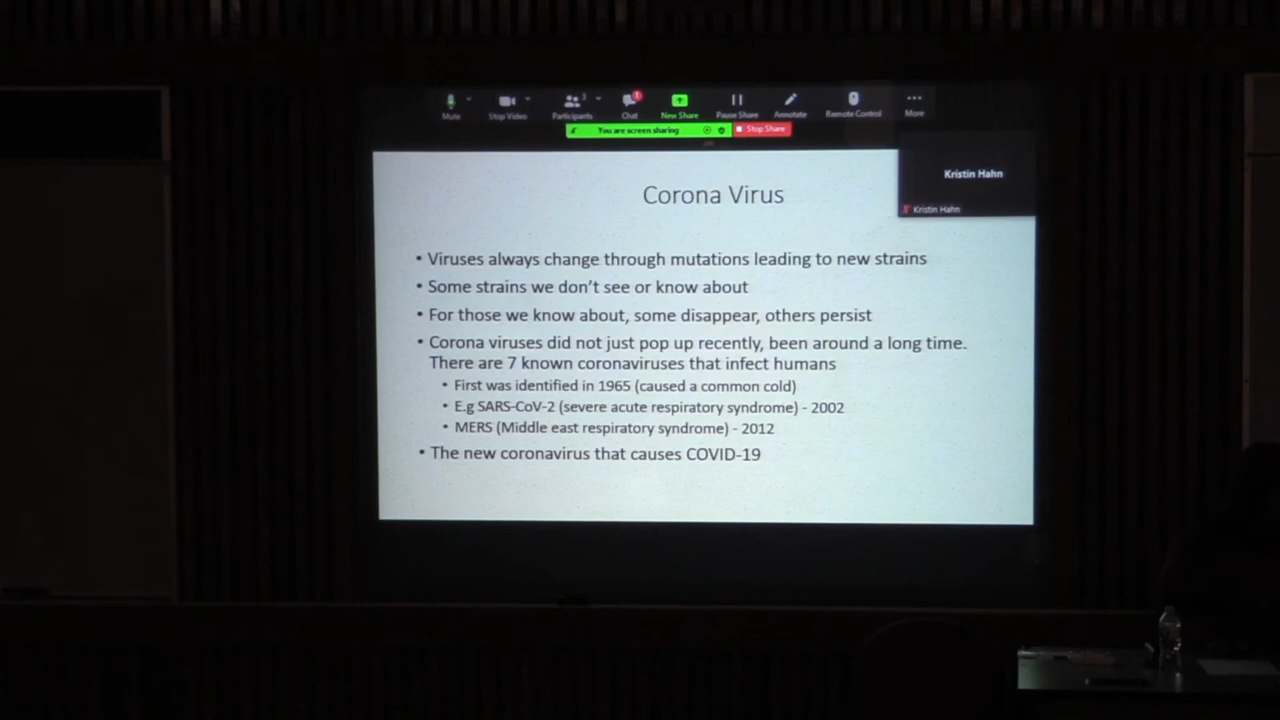 Mute
Stop Video
Participants
3
Chat
1
New Share
Pause Share
Annotate
Remote Control
More
You are screen sharing
Stop Share
Kristin Hahn
Kristin Hahn
Corona Virus
• Viruses always change through mutations leading to new strains
• Some strains we don't see or know about
• For those we know about, some disappear, others persist
• Corona viruses did not just pop up recently, been around a long time.
There are 7 known coronaviruses that infect humans
• First was identified in 1965 (caused a common cold)
• E.g SARS-CoV-2 (severe acute respiratory syndrome) - 2002
• MERS (Middle east respiratory syndrome) - 2012
• The new coronavirus that causes COVID-19